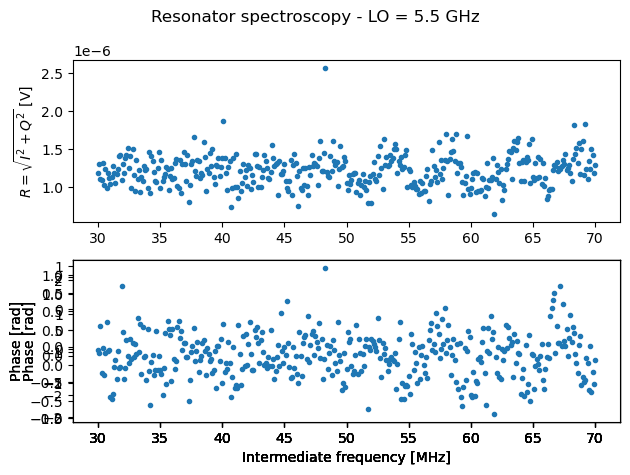 Resonator spectroscopy - LO = 5.5 GHz
1e−6
R = √I² + Q² [V]
2.5
2.0
1.5
1.0
30 35 40 45 50 55 60 65 70
Phase [rad]
Phase [rad]
30 35 40 45 50 55 60 65 70
Intermediate frequency [MHz]